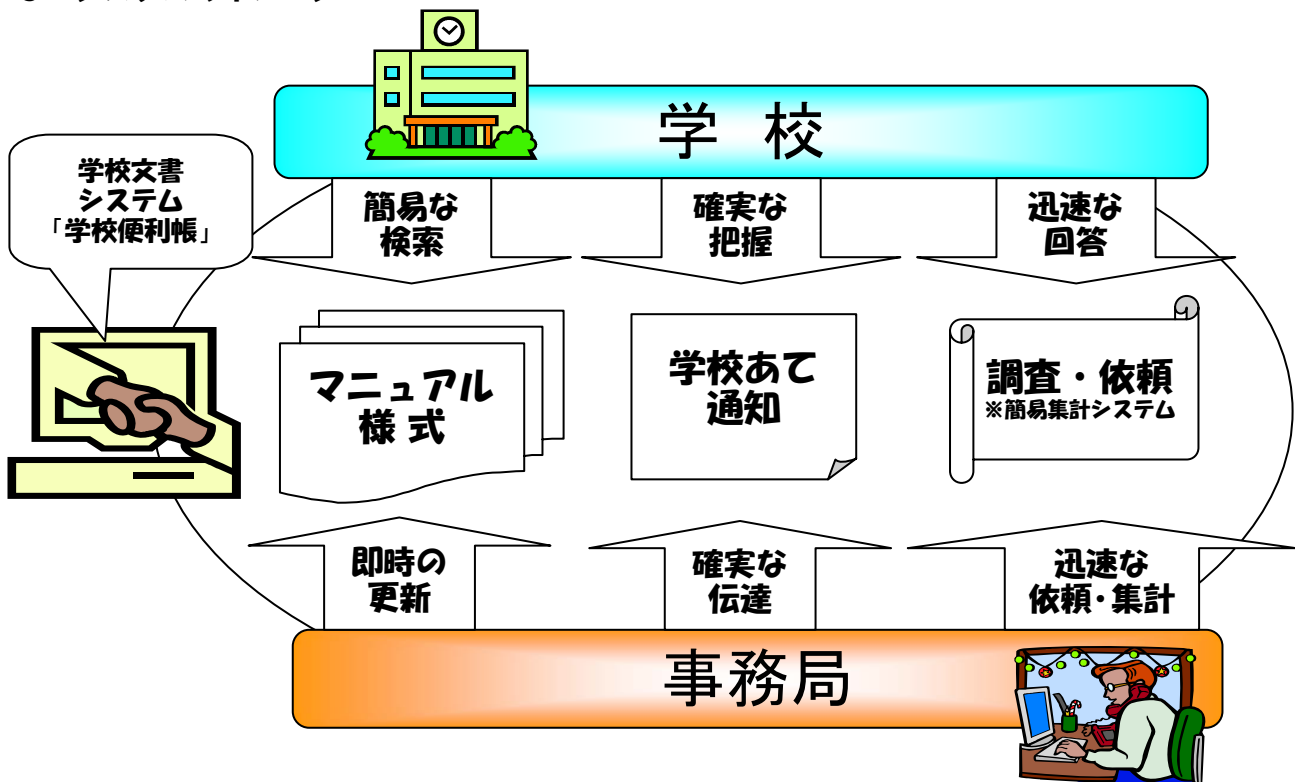 学 校
学校文書
システム
「学校便利帳」
簡易な
検索
確実な
把握
迅速な
回答
マニュアル
様 式
学校あて
通知
調査・依頼
※簡易集計システム
即時の
更新
確実な
伝達
迅速な
依頼・集計
事務局